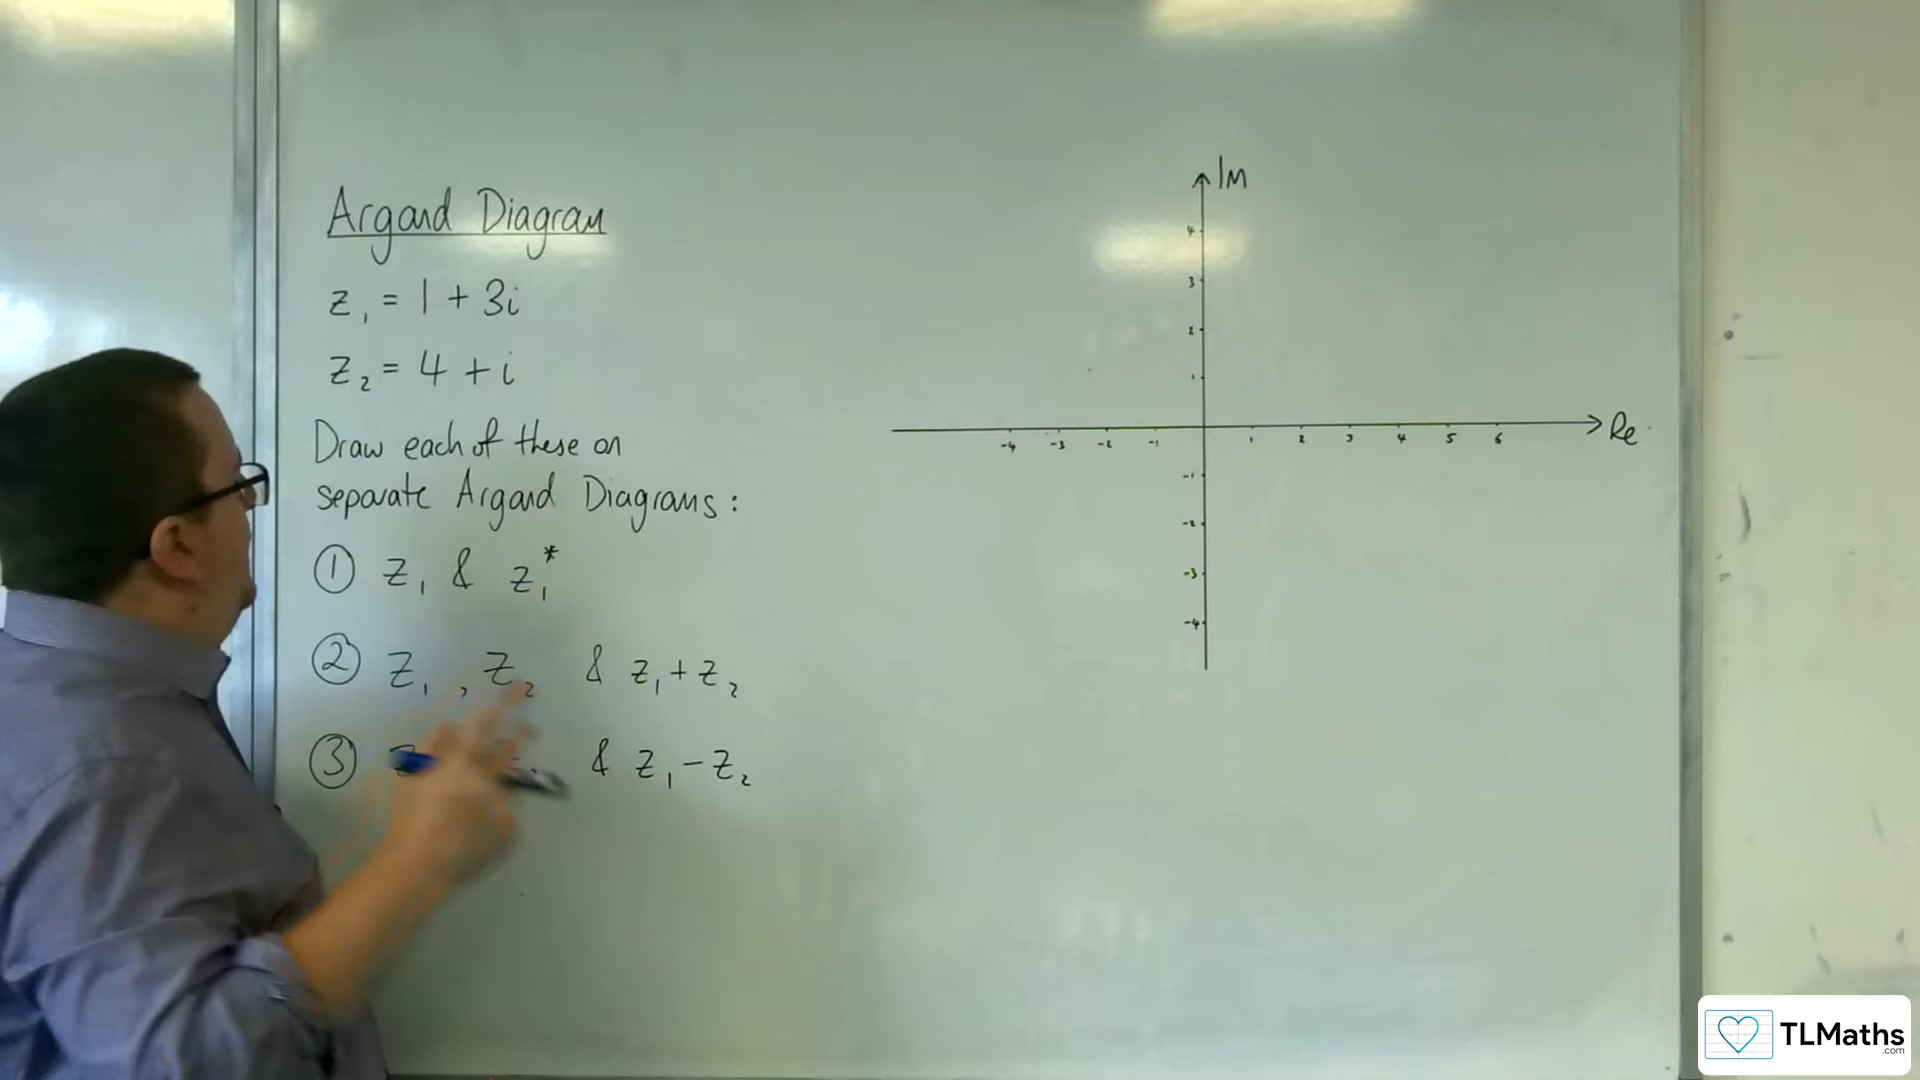 Argand Diagram
z₁ = 1 + 3i
z₂ = 4 + i
Draw each of these on
separate Argand Diagrams:
① z₁ & z₁*
② z₁, z₂ & z₁ + z₂
③ & z₁ − z₂
Im
4
3
2
1
-4 -3 -2 -1 1 2 3 4 5 6 Re
-1
-2
-3
-4
TLMaths
.com